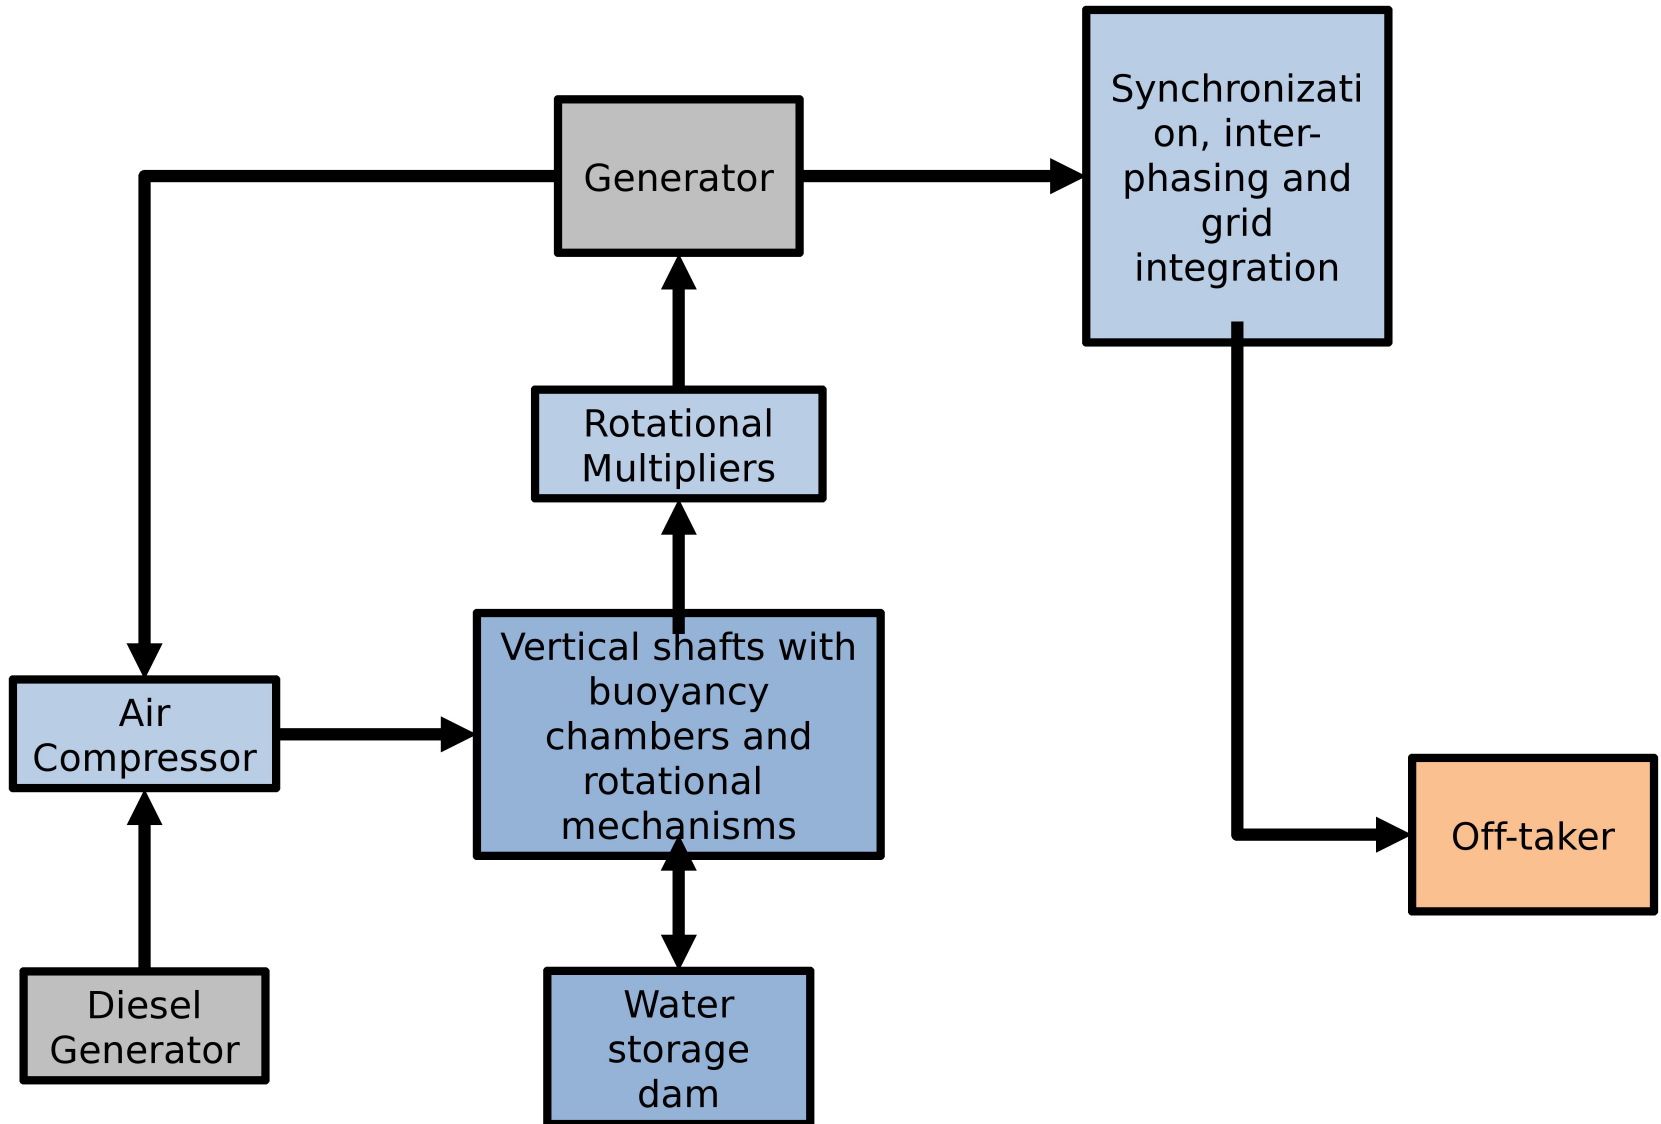 Synchronizati
on, inter-
phasing and
grid
integration
Generator
Rotational
Multipliers
Vertical shafts with
buoyancy
chambers and
rotational
mechanisms
Air
Compressor
Off-taker
Diesel
Generator
Water
storage
dam